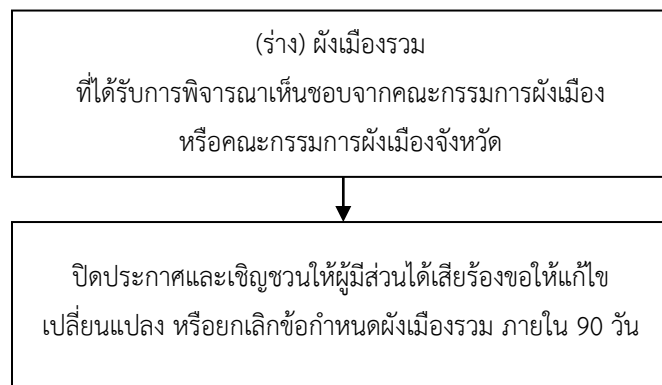 (ร่าง) ผังเมืองรวม
ที่ได้รับการพิจารณาเห็นชอบจากคณะกรรมการผังเมือง
หรือคณะกรรมการผังเมืองจังหวัด
ปิดประกาศและเชิญชวนให้ผู้มีส่วนได้เสียร้องขอให้แก้ไข
เปลี่ยนแปลง หรือยกเลิกข้อกำหนดผังเมืองรวม ภายใน 90 วัน